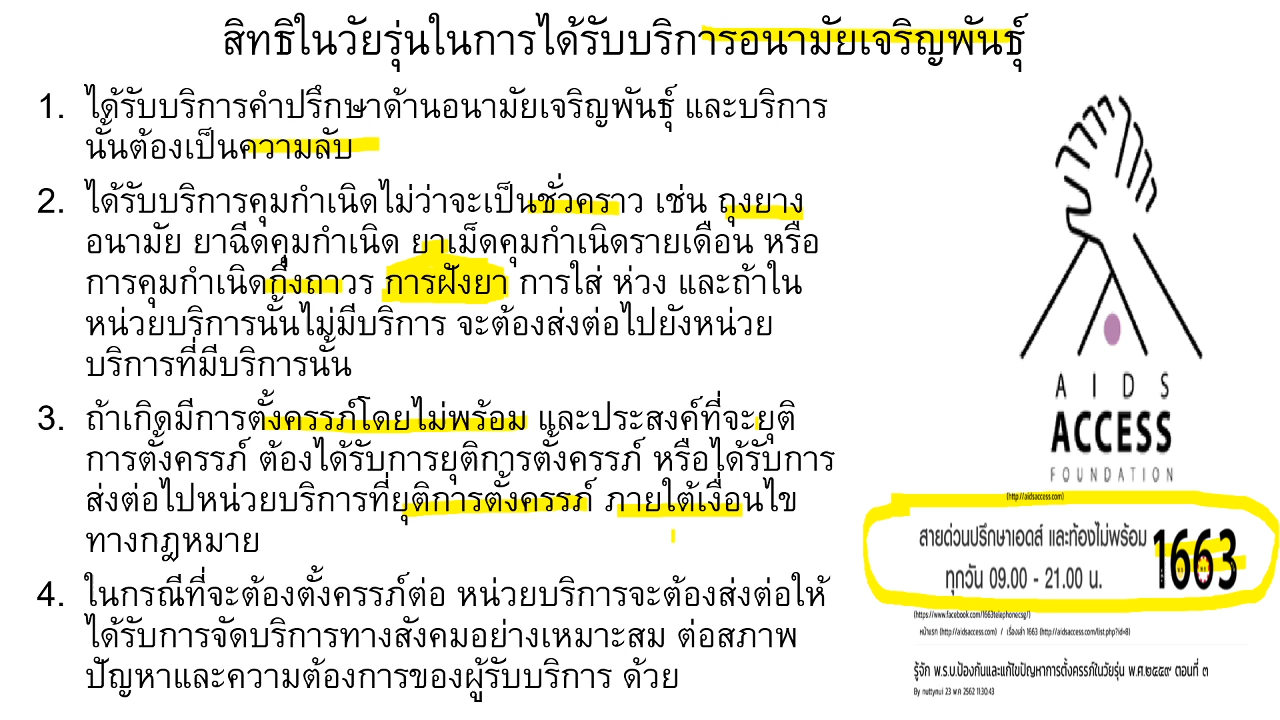 สิทธิในวัยรุ่นในการได้รับบริการอนามัยเจริญพันธุ์
1. ได้รับบริการคำปรึกษาด้านอนามัยเจริญพันธุ์ และบริการ
นั้นต้องเป็นความลับ
2. ได้รับบริการคุมกำเนิดไม่ว่าจะเป็นชั่วคราว เช่น ถุงยาง
อนามัย ยาฉีดคุมกำเนิด ยาเม็ดคุมกำเนิดรายเดือน หรือ
การคุมกำเนิดกึ่งถาวร การฝังยา การใส่ ห่วง และถ้าใน
หน่วยบริการนั้นไม่มีบริการ จะต้องส่งต่อไปยังหน่วย
บริการที่มีบริการนั้น
3. ถ้าเกิดมีการตั้งครรภ์โดยไม่พร้อม และประสงค์ที่จะยุติ
การตั้งครรภ์ ต้องได้รับการยุติการตั้งครรภ์ หรือได้รับการ
ส่งต่อไปหน่วยบริการที่ยุติการตั้งครรภ์ ภายใต้เงื่อนไข
ทางกฎหมาย
4. ในกรณีที่จะต้องตั้งครรภ์ต่อ หน่วยบริการจะต้องส่งต่อให้
ได้รับการจัดบริการทางสังคมอย่างเหมาะสม ต่อสภาพ
ปัญหาและความต้องการของผู้รับบริการ ด้วย
AIDS
ACCESS
FOUNDATION
(http://aidsaccess.com)
สายด่วนปรึกษาเอดส์ และท้องไม่พร้อม 1663
ทุกวัน 09.00 - 21.00 น.
(https://www.facebook.com/1663telephonecsg/)
หน้าแรก (http://aidsaccess.com) / เรื่องเล่า 1663 (http://aidsaccess.com/list.php?id=8)
รู้จัก พ.ร.บ.ป้องกันและแก้ไขปัญหาการตั้งครรภ์ในวัยรุ่น พ.ศ.๒๕๕๙ ตอนที่ ๓
By nuttynui 23 พ.ค 2562 11:30:43